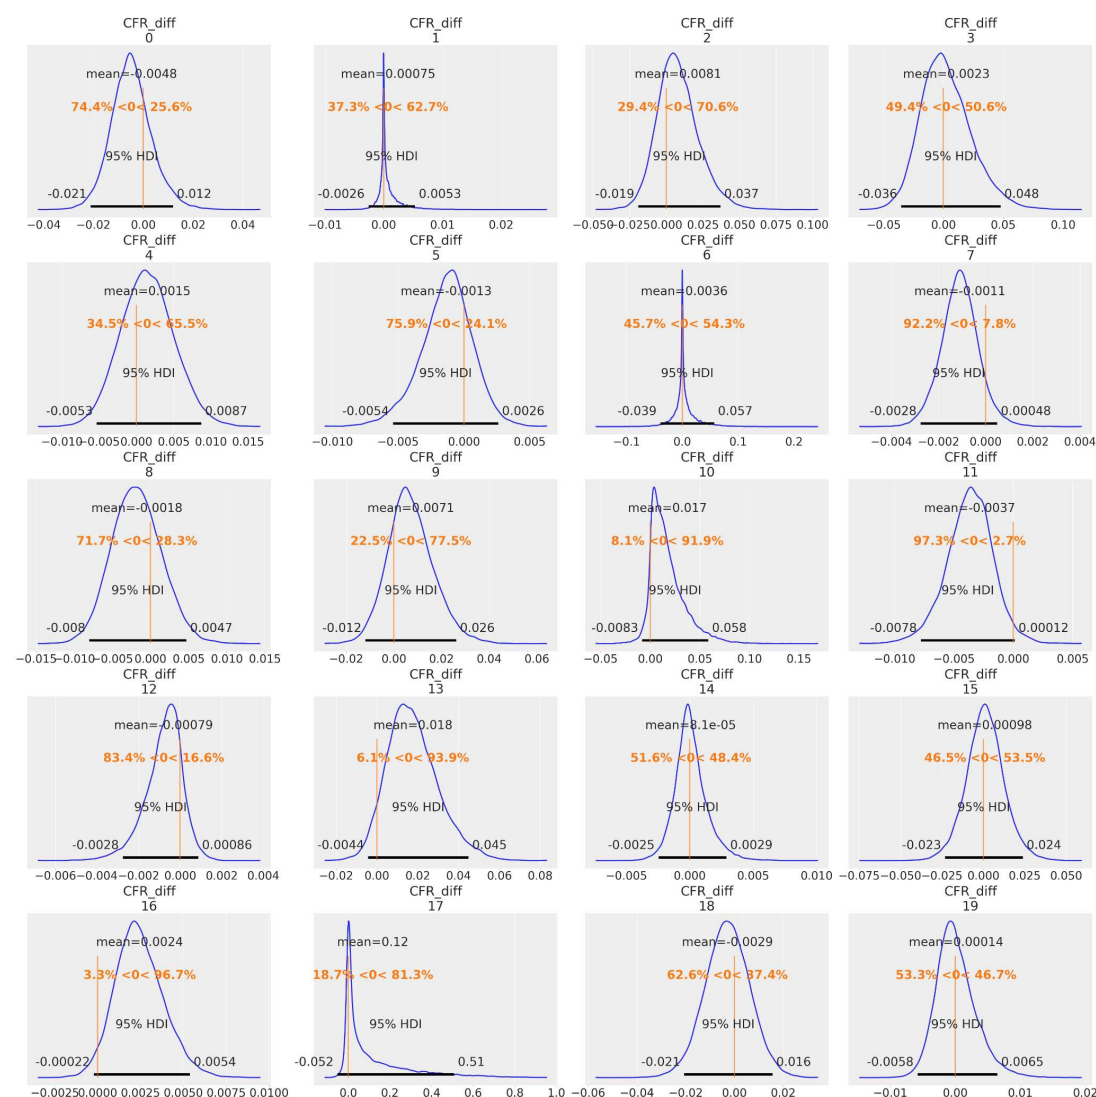 CFR_diff CFR_diff CFR_diff CFR_diff
0 1 2 3
mean=-0.0048 mean=0.00075 mean=0.0081 mean=0.0023
74.4% <0< 25.6% 37.3% <0< 62.7% 29.4% <0< 70.6% 49.4% <0< 50.6%
95% HDI 95% HDI 95% HDI 95% HDI
-0.021 0.012 -0.0026 0.0053 -0.019 0.037 -0.036 0.048
−0.04 −0.02 0.00 0.02 0.04 −0.01 0.00 0.01 0.02 −0.050 −0.025 0.000 0.025 0.050 0.075 0.100 −0.05 0.00 0.05 0.10
CFR_diff CFR_diff CFR_diff CFR_diff
4 5 6 7
mean=0.0015 mean=-0.0013 mean=0.0036 mean=-0.0011
34.5% <0< 65.5% 75.9% <0< 24.1% 45.7% <0< 54.3% 92.2% <0< 7.8%
95% HDI 95% HDI 95% HDI 95% HDI
-0.0053 0.0087 -0.0054 0.0026 -0.039 0.057 -0.0028 0.00048
−0.010 −0.005 0.000 0.005 0.010 0.015 −0.010 −0.005 0.000 0.005 −0.1 0.0 0.1 0.2 −0.004 −0.002 0.000 0.002 0.004
CFR_diff CFR_diff CFR_diff CFR_diff
8 9 10 11
mean=-0.0018 mean=0.0071 mean=0.017 mean=-0.0037
71.7% <0< 28.3% 22.5% <0< 77.5% 8.1% <0< 91.9% 97.3% <0< 2.7%
95% HDI 95% HDI 95% HDI 95% HDI
-0.008 0.0047 -0.012 0.026 -0.0083 0.058 -0.0078 0.00012
−0.015 −0.010 −0.005 0.000 0.005 0.010 0.015 −0.02 0.00 0.02 0.04 0.06 −0.05 0.00 0.05 0.10 0.15 −0.010 −0.005 0.000 0.005
CFR_diff CFR_diff CFR_diff CFR_diff
12 13 14 15
mean=-0.00079 mean=0.018 mean=8.1e-05 mean=0.00098
83.4% <0< 16.6% 6.1% <0< 93.9% 51.6% <0< 48.4% 46.5% <0< 53.5%
95% HDI 95% HDI 95% HDI 95% HDI
-0.0028 0.00086 -0.0044 0.045 -0.0025 0.0029 -0.023 0.024
−0.006 −0.004 −0.002 0.000 0.002 0.004 −0.02 0.00 0.02 0.04 0.06 0.08 −0.005 0.000 0.005 0.010 −0.075 −0.050 −0.025 0.000 0.025 0.050
CFR_diff CFR_diff CFR_diff CFR_diff
16 17 18 19
mean=0.0024 mean=0.12 mean=-0.0029 mean=0.00014
3.3% <0< 96.7% 18.7% <0< 81.3% 62.6% <0< 37.4% 53.3% <0< 46.7%
95% HDI 95% HDI 95% HDI 95% HDI
-0.00022 0.0054 -0.052 0.51 -0.021 0.016 -0.0058 0.0065
−0.0025 0.0000 0.0025 0.0050 0.0075 0.0100 0.0 0.2 0.4 0.6 0.8 1.0 −0.06 −0.04 −0.02 0.00 0.02 −0.01 0.00 0.01 0.02